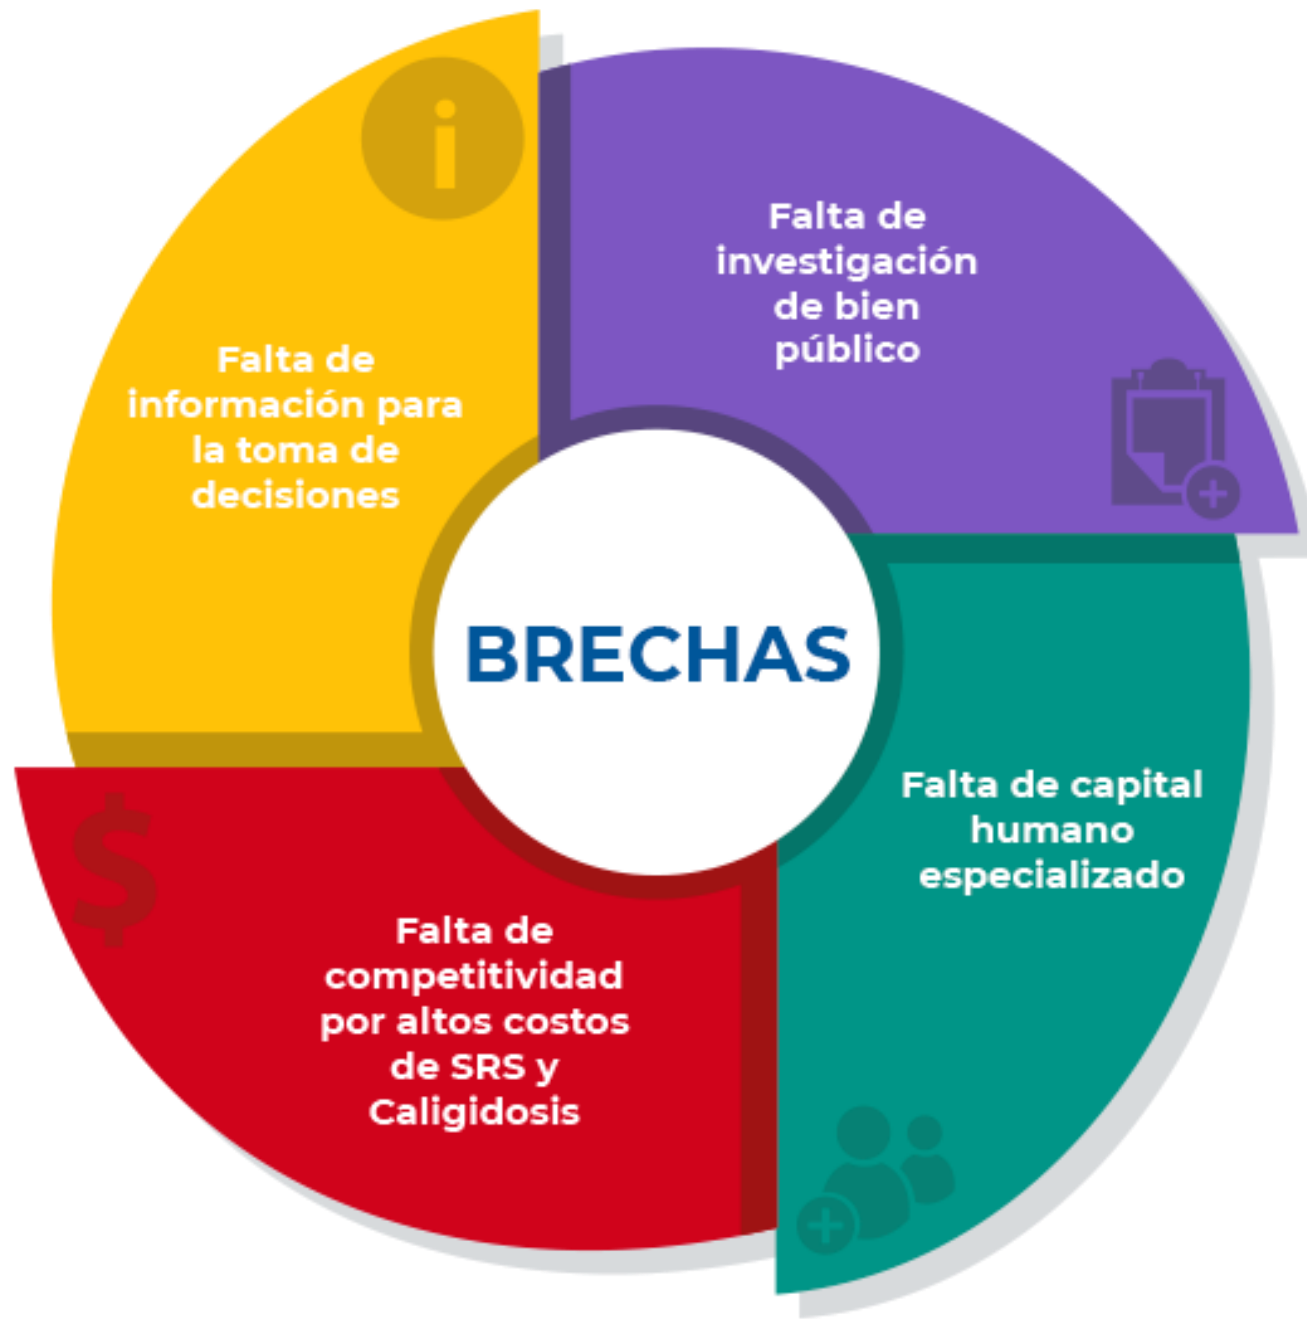 Falta de
investigación
de bien
público
Falta de
información para
la toma de
decisiones
BRECHAS
Falta de capital
humano
especializado
Falta de
competitividad
por altos costos
de SRS y
Caligidosis